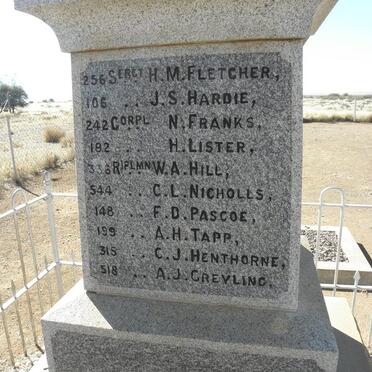 256 SERGT H.M. FLETCHER,
106 .. J.S. HARDIE,
242 CORPL N. FRANKS,
182 .. H. LISTER,
336 RIFLMN W.A. HILL,
544 .. C.L. NICHOLLS,
148 .. F.D. PASCOE,
199 .. A.H. TAPP,
315 .. C.J. HENTHORNE,
518 .. A.J. GREYLING.